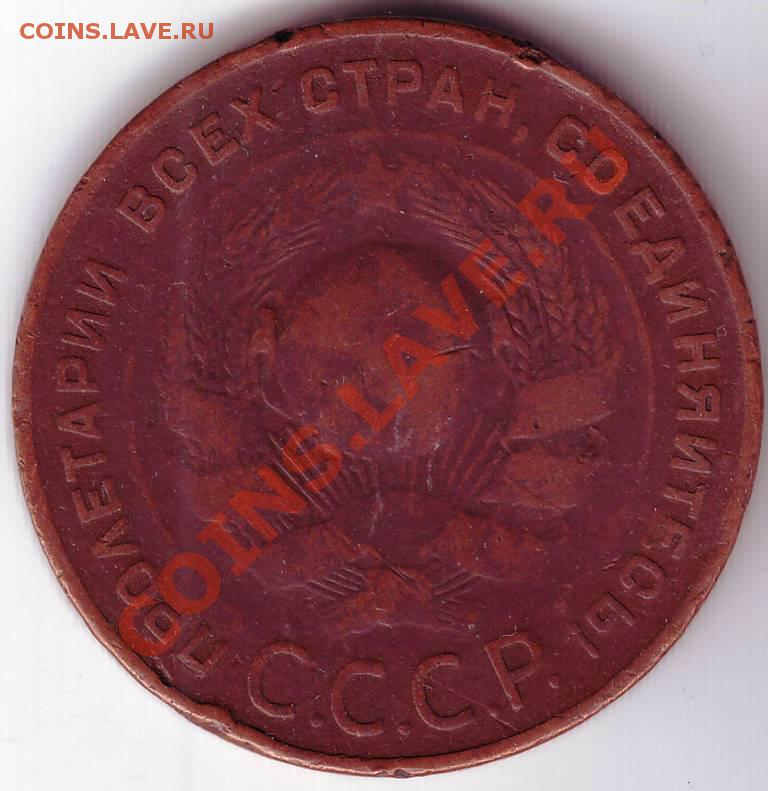 COINS.LAVE.RU
ПРОЛЕТАРИИ ВСЕХ СТРАН, СОЕДИНЯЙТЕСЬ!
С.С.С.Р.
COINS.LAVE.RU